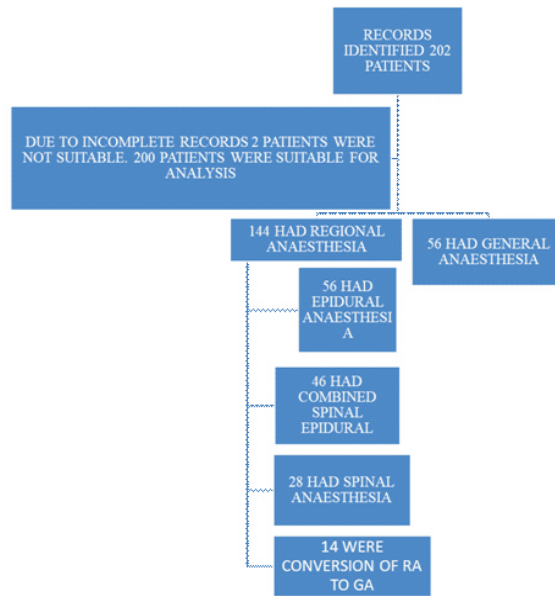 RECORDS
IDENTIFIED 202
PATIENTS
DUE TO INCOMPLETE RECORDS 2 PATIENTS WERE
NOT SUITABLE. 200 PATIENTS WERE SUITABLE FOR
ANALYSIS
144 HAD REGIONAL
ANAESTHESIA
56 HAD GENERAL
ANAESTHESIA
56 HAD
EPIDURAL
ANAESTHESI
A
46 HAD
COMBINED
SPINAL
EPIDURAL
28 HAD SPINAL
ANAESTHESIA
14 WERE
CONVERSION OF RA
TO GA